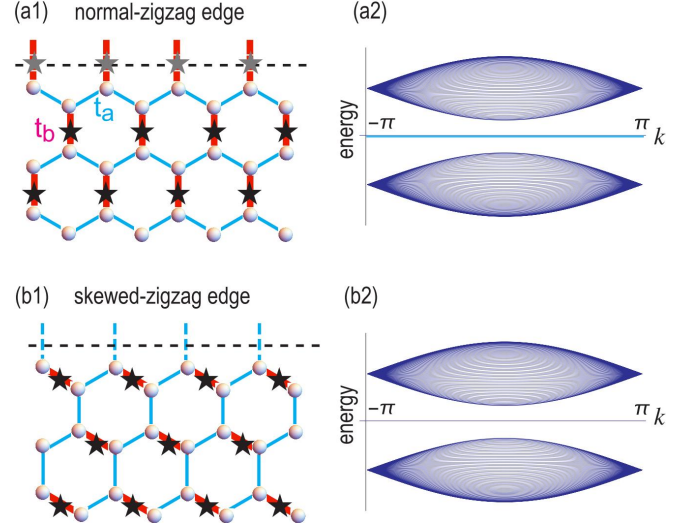 (a1) normal-zigzag edge
t_a
t_b
(a2)
energy
−π π k
(b1) skewed-zigzag edge
(b2)
energy
−π π k